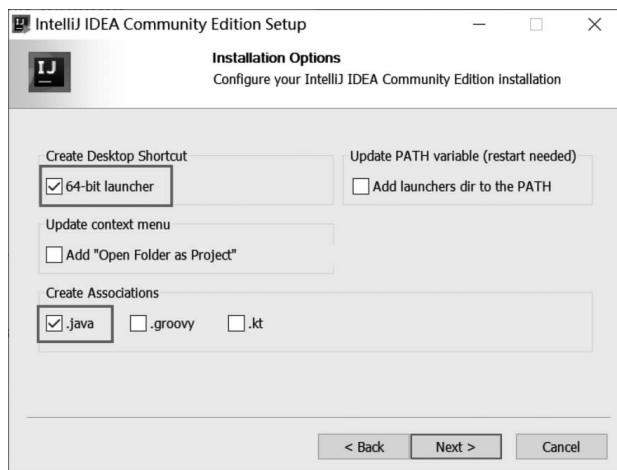 IntelliJ IDEA Community Edition Setup
IJ
Installation Options
Configure your IntelliJ IDEA Community Edition installation
Create Desktop Shortcut
64-bit launcher
Update PATH variable (restart needed)
Add launchers dir to the PATH
Update context menu
Add "Open Folder as Project"
Create Associations
.java .groovy .kt
< Back Next > Cancel